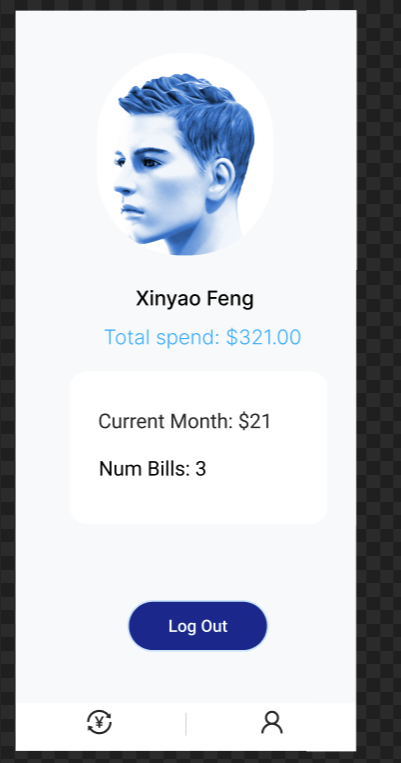 Xinyao Feng
Total spend: $321.00
Current Month: $21
Num Bills: 3
Log Out
¥